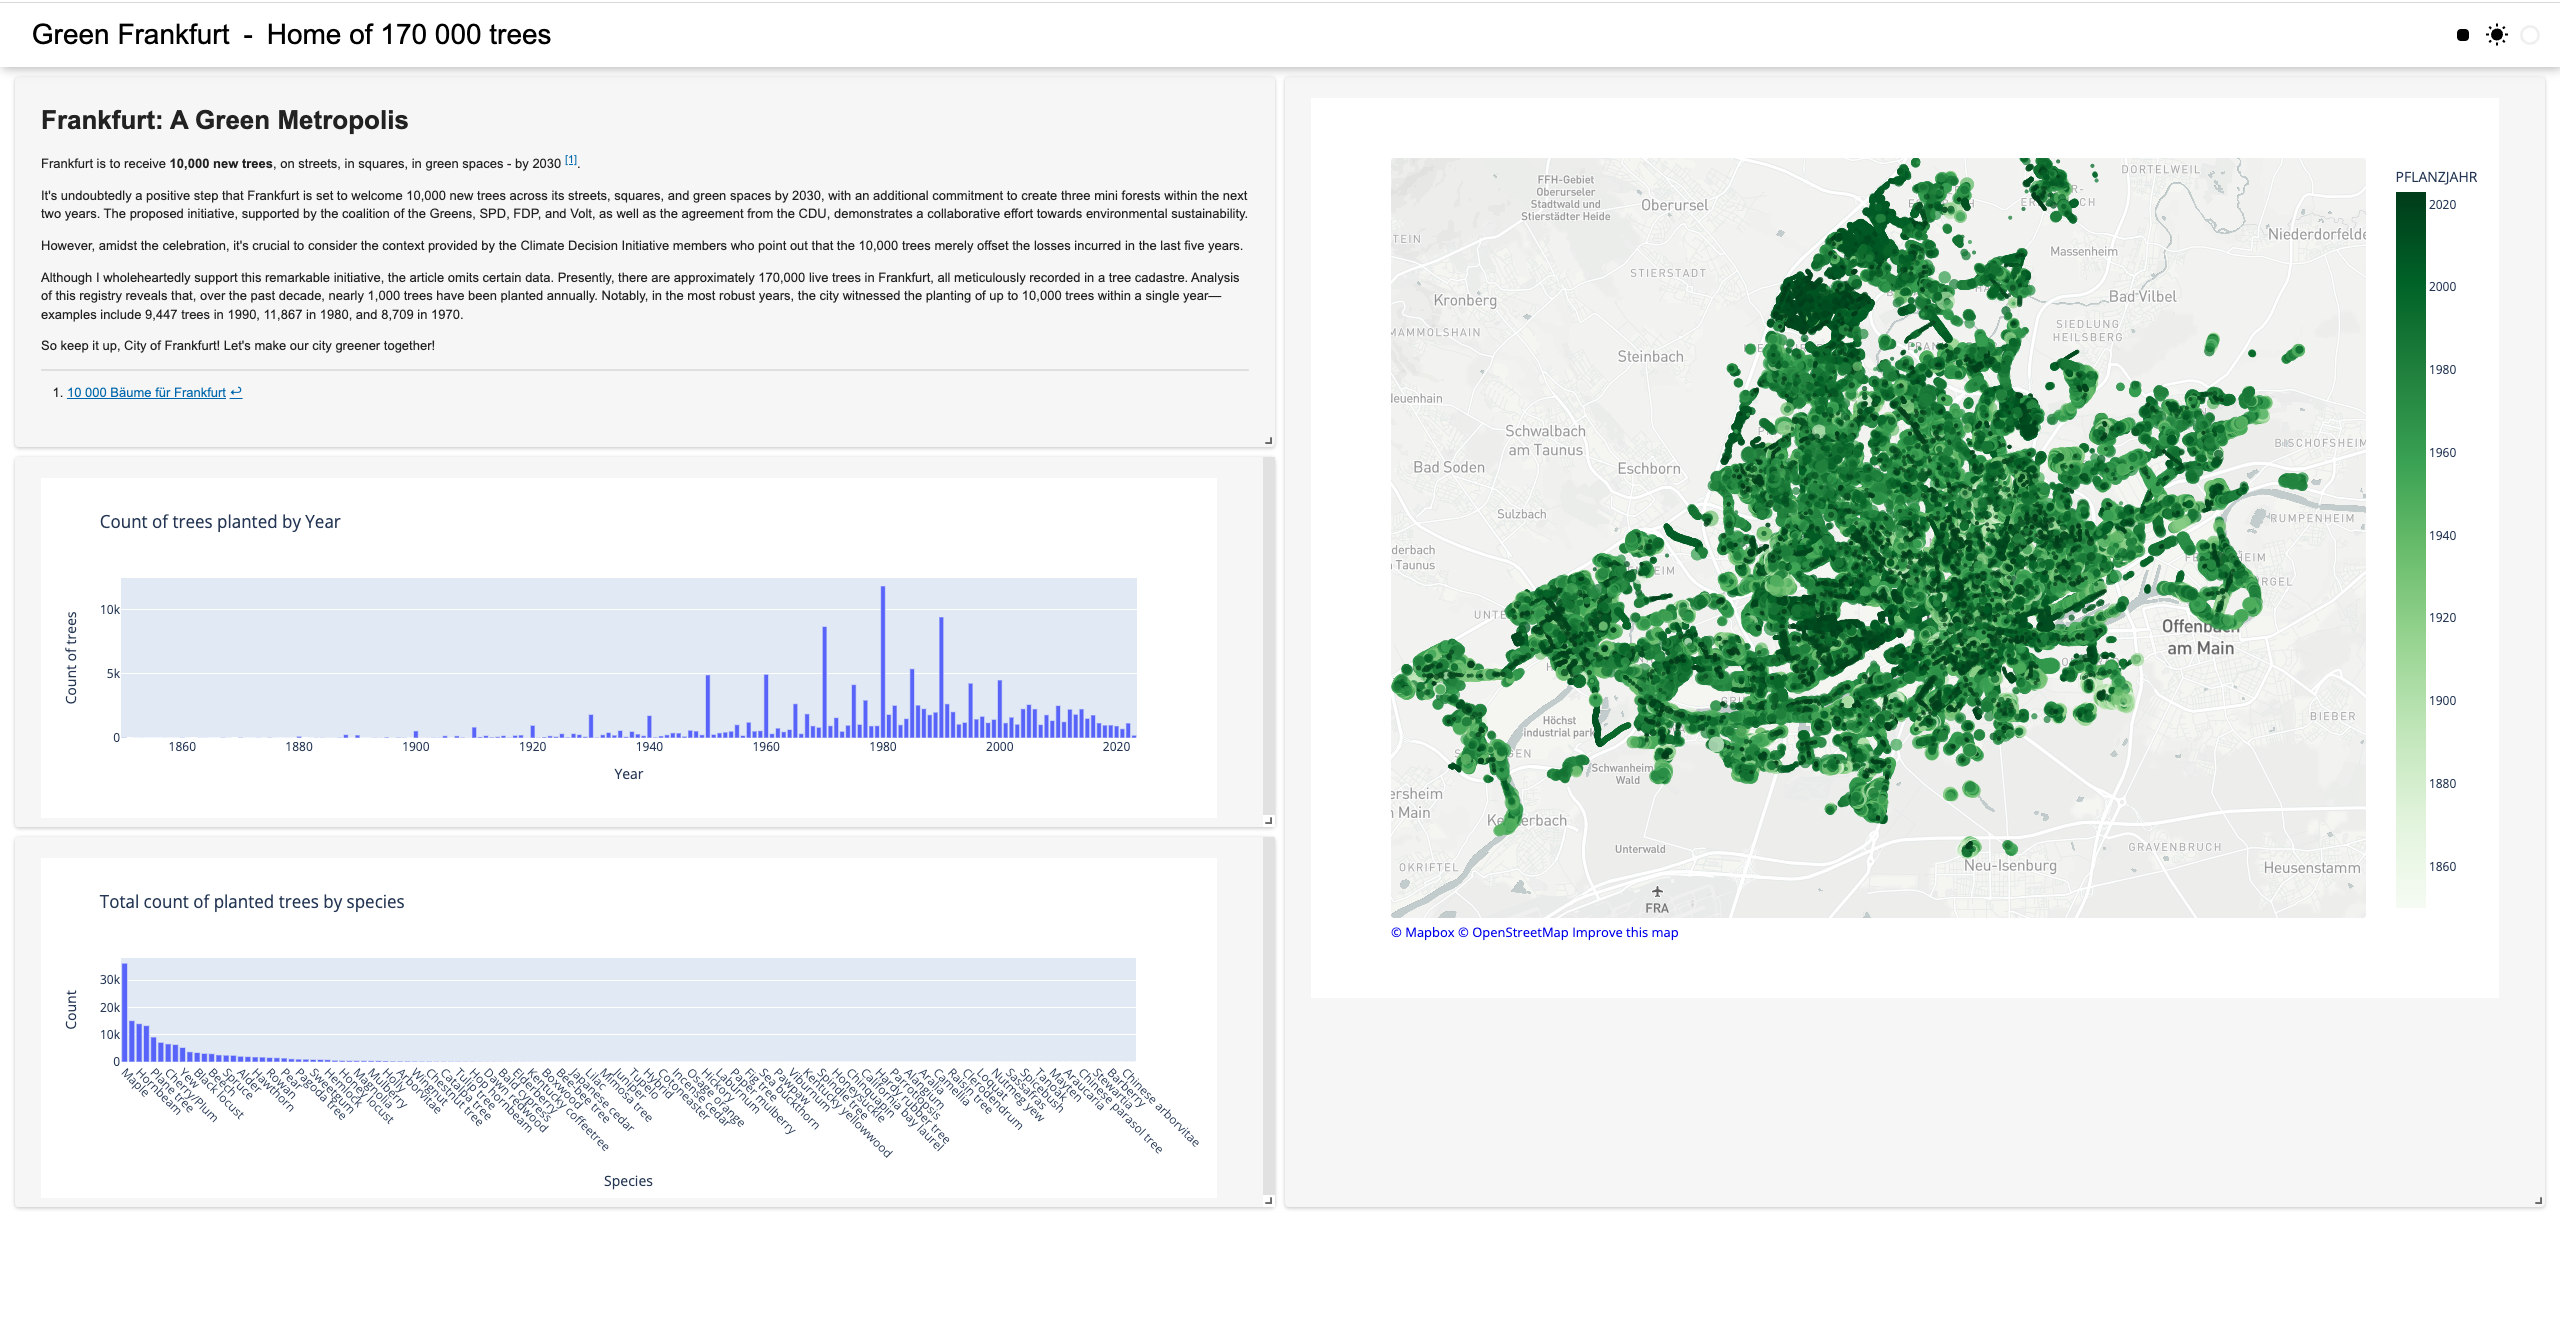 Green Frankfurt - Home of 170 000 trees
Frankfurt: A Green Metropolis
Frankfurt is to receive 10,000 new trees, on streets, in squares, in green spaces - by 2030 [1].
It's undoubtedly a positive step that Frankfurt is set to welcome 10,000 new trees across its streets, squares, and green spaces by 2030, with an additional commitment to create three mini forests within the next
two years. The proposed initiative, supported by the coalition of the Greens, SPD, FDP, and Volt, as well as the agreement from the CDU, demonstrates a collaborative effort towards environmental sustainability.
However, amidst the celebration, it's crucial to consider the context provided by the Climate Decision Initiative members who point out that the 10,000 trees merely offset the losses incurred in the last five years.
Although I wholeheartedly support this remarkable initiative, the article omits certain data. Presently, there are approximately 170,000 live trees in Frankfurt, all meticulously recorded in a tree cadastre. Analysis
of this registry reveals that, over the past decade, nearly 1,000 trees have been planted annually. Notably, in the most robust years, the city witnessed the planting of up to 10,000 trees within a single year—
examples include 9,447 trees in 1990, 11,867 in 1980, and 8,709 in 1970.
So keep it up, City of Frankfurt! Let's make our city greener together!
1. 10 000 Bäume für Frankfurt ↩
Count of trees planted by Year
Count of trees
10k
5k
0
1860 1880 1900 1920 1940 1960 1980 2000 2020
Year
Total count of planted trees by species
Count
30k
20k
10k
0
Maple
Hornbeam
Plane tree
Cherry/Plum
Yew
Black locust
Beech
Spruce
Alder
Hawthorn
Rowan
Pear
Pagoda tree
Sweetgum
Hemlock
Honey locust
Magnolia
Mulberry
Holly
Arborvitae
Wingnut
Chestnut tree
Catalpa tree
Tulip tree
Hop hornbeam
Dawn redwood
Bald cypress
Elderberry
Kentucky coffeetree
Boxwood
Bee-bee tree
Japanese cedar
Lilac
Mimosa tree
Juniper
Tupelo
Hybrid
Cotoneaster
Incense cedar
Osage orange
Hickory
Laburnum
Paper mulberry
Fig tree
Sea buckthorn
Pawpaw
Viburnum
Kentucky yellowwood
Spindle tree
Honeysuckle
Chinquapin
California bay laurel
Hardy rubber tree
Parrotiopsis
Alangium
Aralia
Camellia
Raisin tree
Clerodendrum
Loquat
Nutmeg yew
Sassafras
Spicebush
Tanoak
Mayten
Araucaria
Chinese parasol tree
Stewartia
Barberry
Chinese arborvitae
Species
PFLANZJAHR
2020
2000
1980
1960
1940
1920
1900
1880
1860
DORTELWEIL
FFH-Gebiet
Oberurseler
Stadtwald und
Stierstädter Heide
Oberursel
TEIN
Niederdorfelde
Massenheim
STIERSTADT
Kronberg
Bad Vilbel
MAMMOLSHAIN
SIEDLUNG
HEILSBERG
Steinbach
Neuenhain
Schwalbach
am Taunus
BISCHOFSHEIM
Bad Soden
Eschborn
Sulzbach
RUMPENHEIM
derbach
Taunus
UNTE
Offenbach
am Main
BIEBER
Höchst
industrial park
Schwanheim
Wald
ersheim
Main
Unterwald
GRAVENBRUCH
OKRIFTEL
Neu-Isenburg
Heusenstamm
FRA
© Mapbox © OpenStreetMap Improve this map